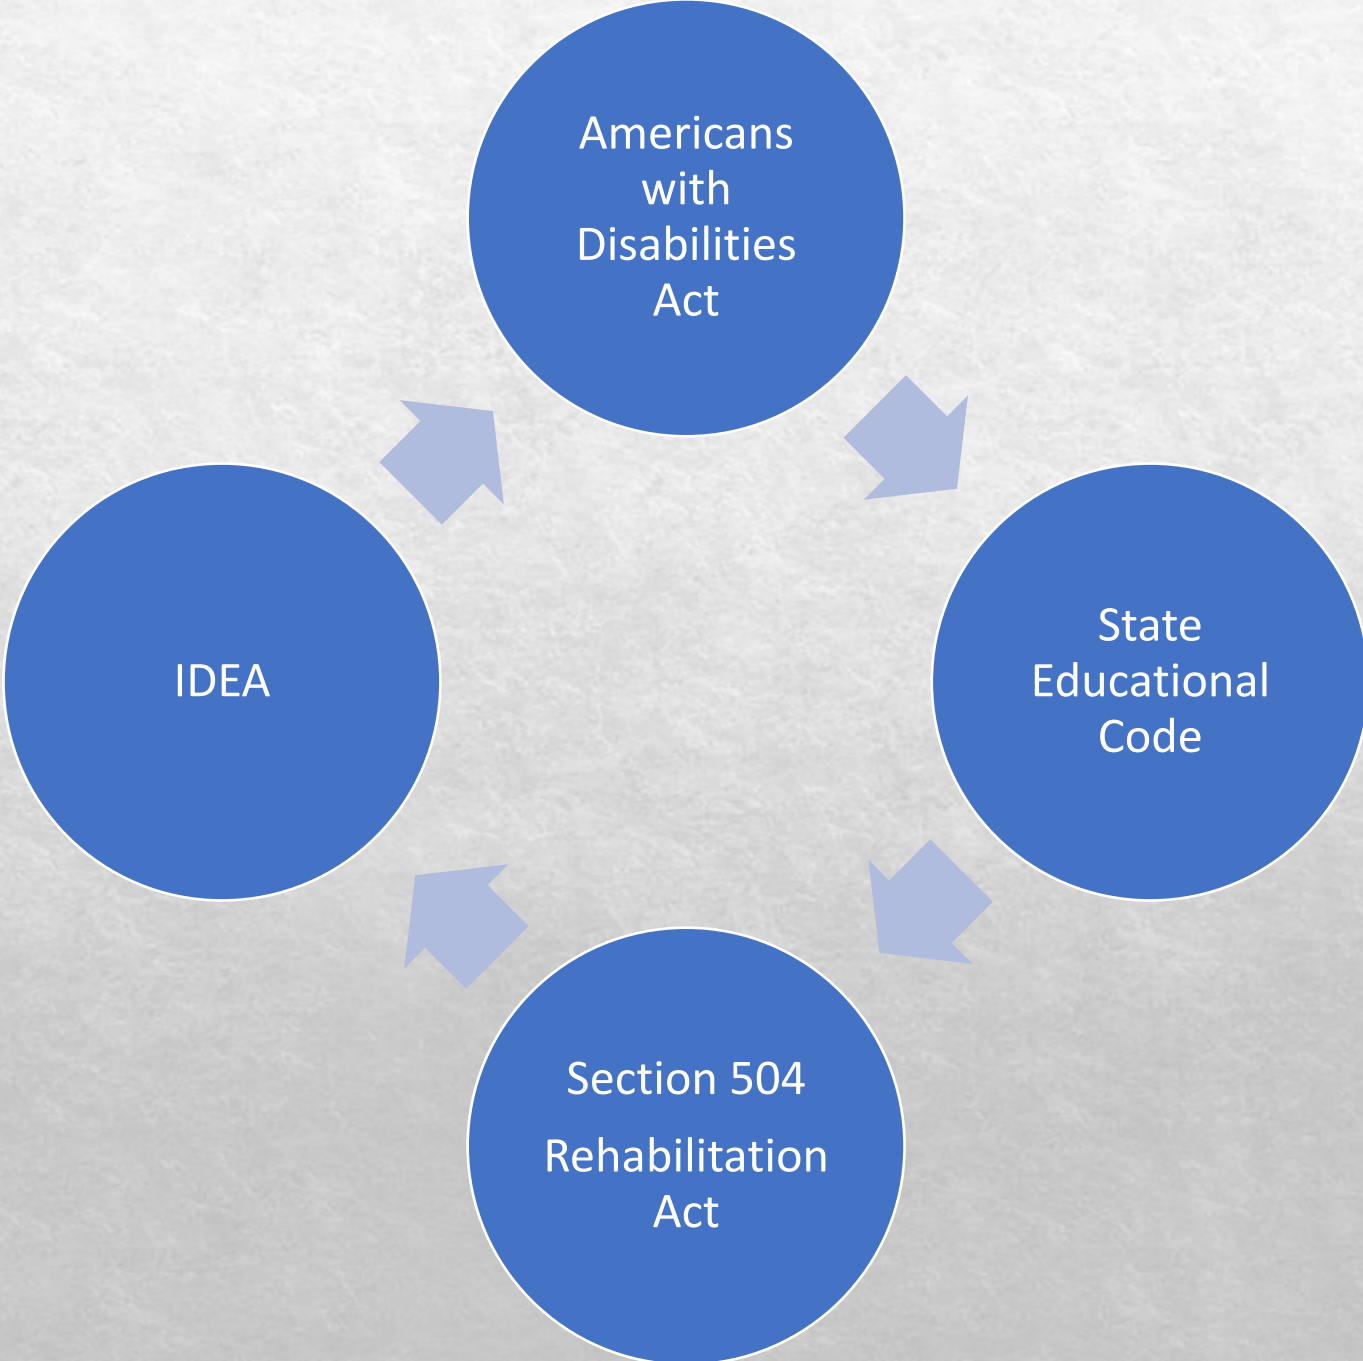 Americans
with
Disabilities
Act
State
Educational
Code
Section 504
Rehabilitation
Act
IDEA